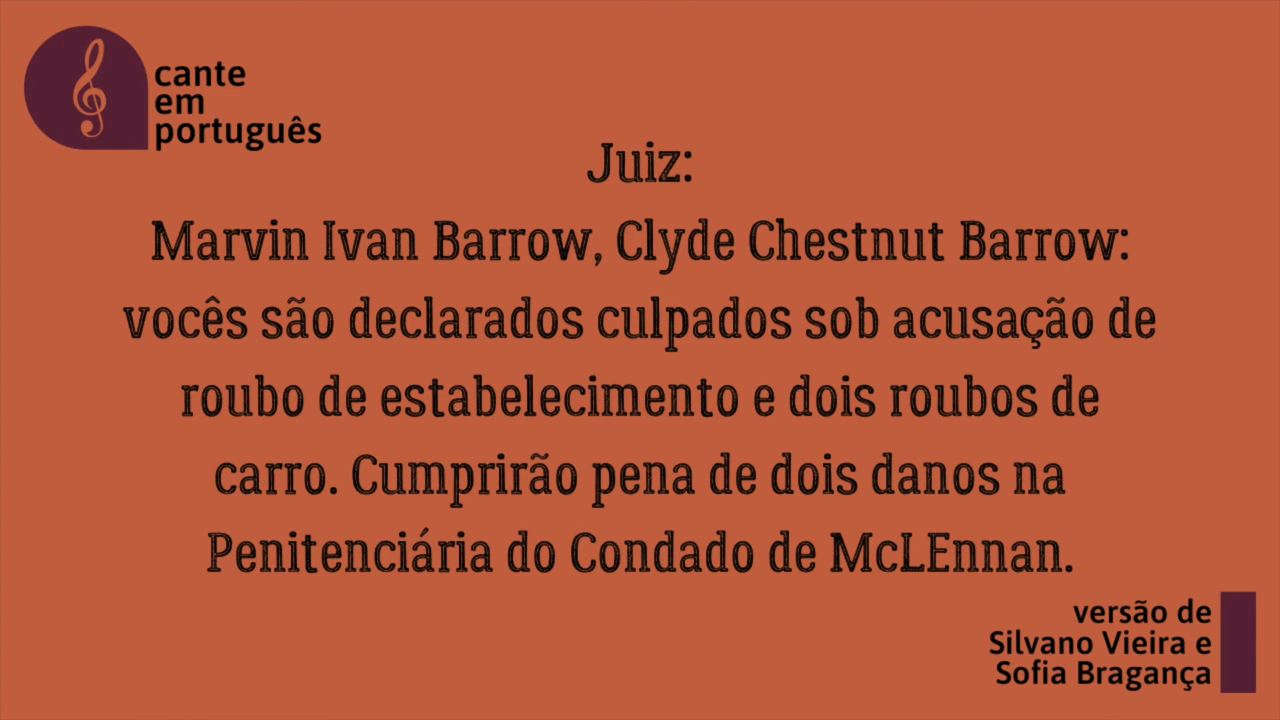 cante
em
português
Juiz:
Marvin Ivan Barrow, Clyde Chestnut Barrow:
vocês são declarados culpados sob acusação de
roubo de estabelecimento e dois roubos de
carro. Cumprirão pena de dois danos na
Penitenciária do Condado de McLEnnan.
versão de
Silvano Vieira e
Sofia Bragança